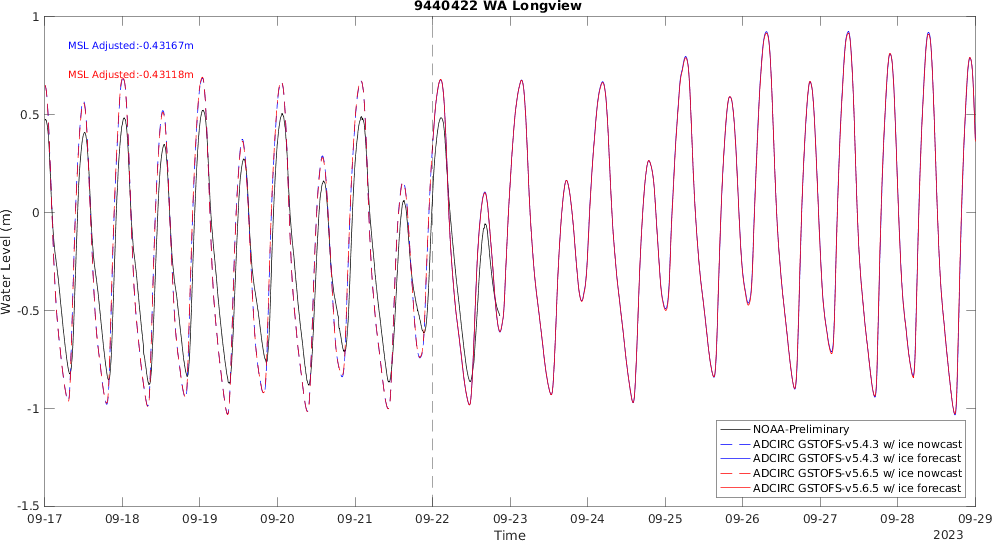 9440422 WA Longview
MSL Adjusted:-0.43167m
MSL Adjusted:-0.43118m
Water Level (m)
1
0.5
0
-0.5
-1
-1.5
NOAA-Preliminary
ADCIRC GSTOFS-v5.4.3 w/ ice nowcast
ADCIRC GSTOFS-v5.4.3 w/ ice forecast
ADCIRC GSTOFS-v5.6.5 w/ ice nowcast
ADCIRC GSTOFS-v5.6.5 w/ ice forecast
09-17 09-18 09-19 09-20 09-21 09-22 09-23 09-24 09-25 09-26 09-27 09-28 09-29
Time
2023